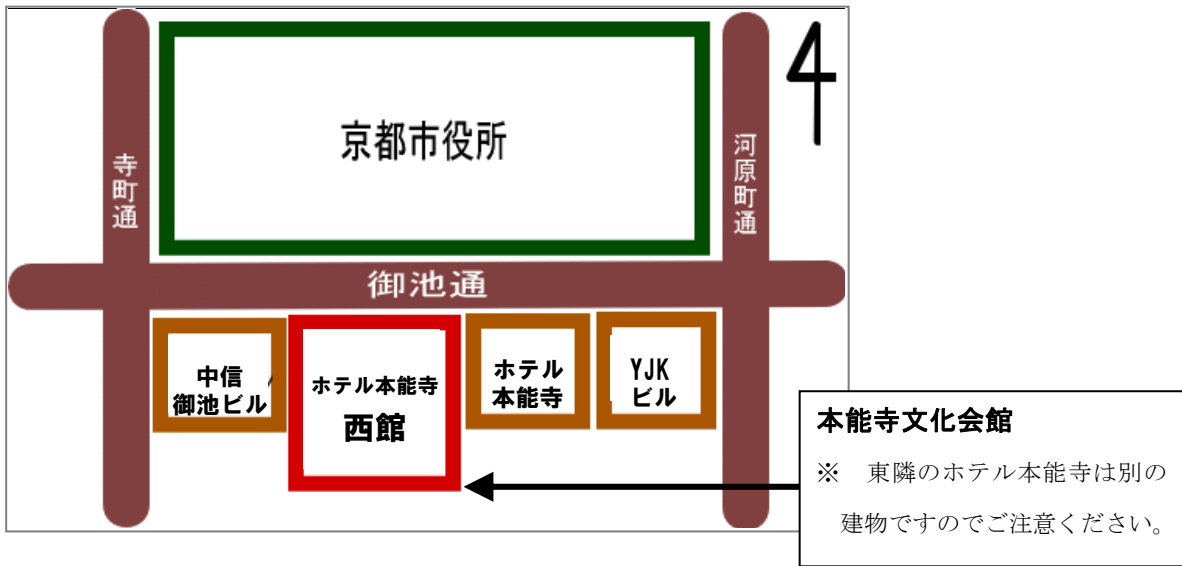 京都市役所
寺町通
河原町通
御池通
中信
御池ビル
ホテル本能寺
西館
ホテル
本能寺
YJK
ビル
本能寺文化会館
※　東隣のホテル本能寺は別の
建物ですのでご注意ください。